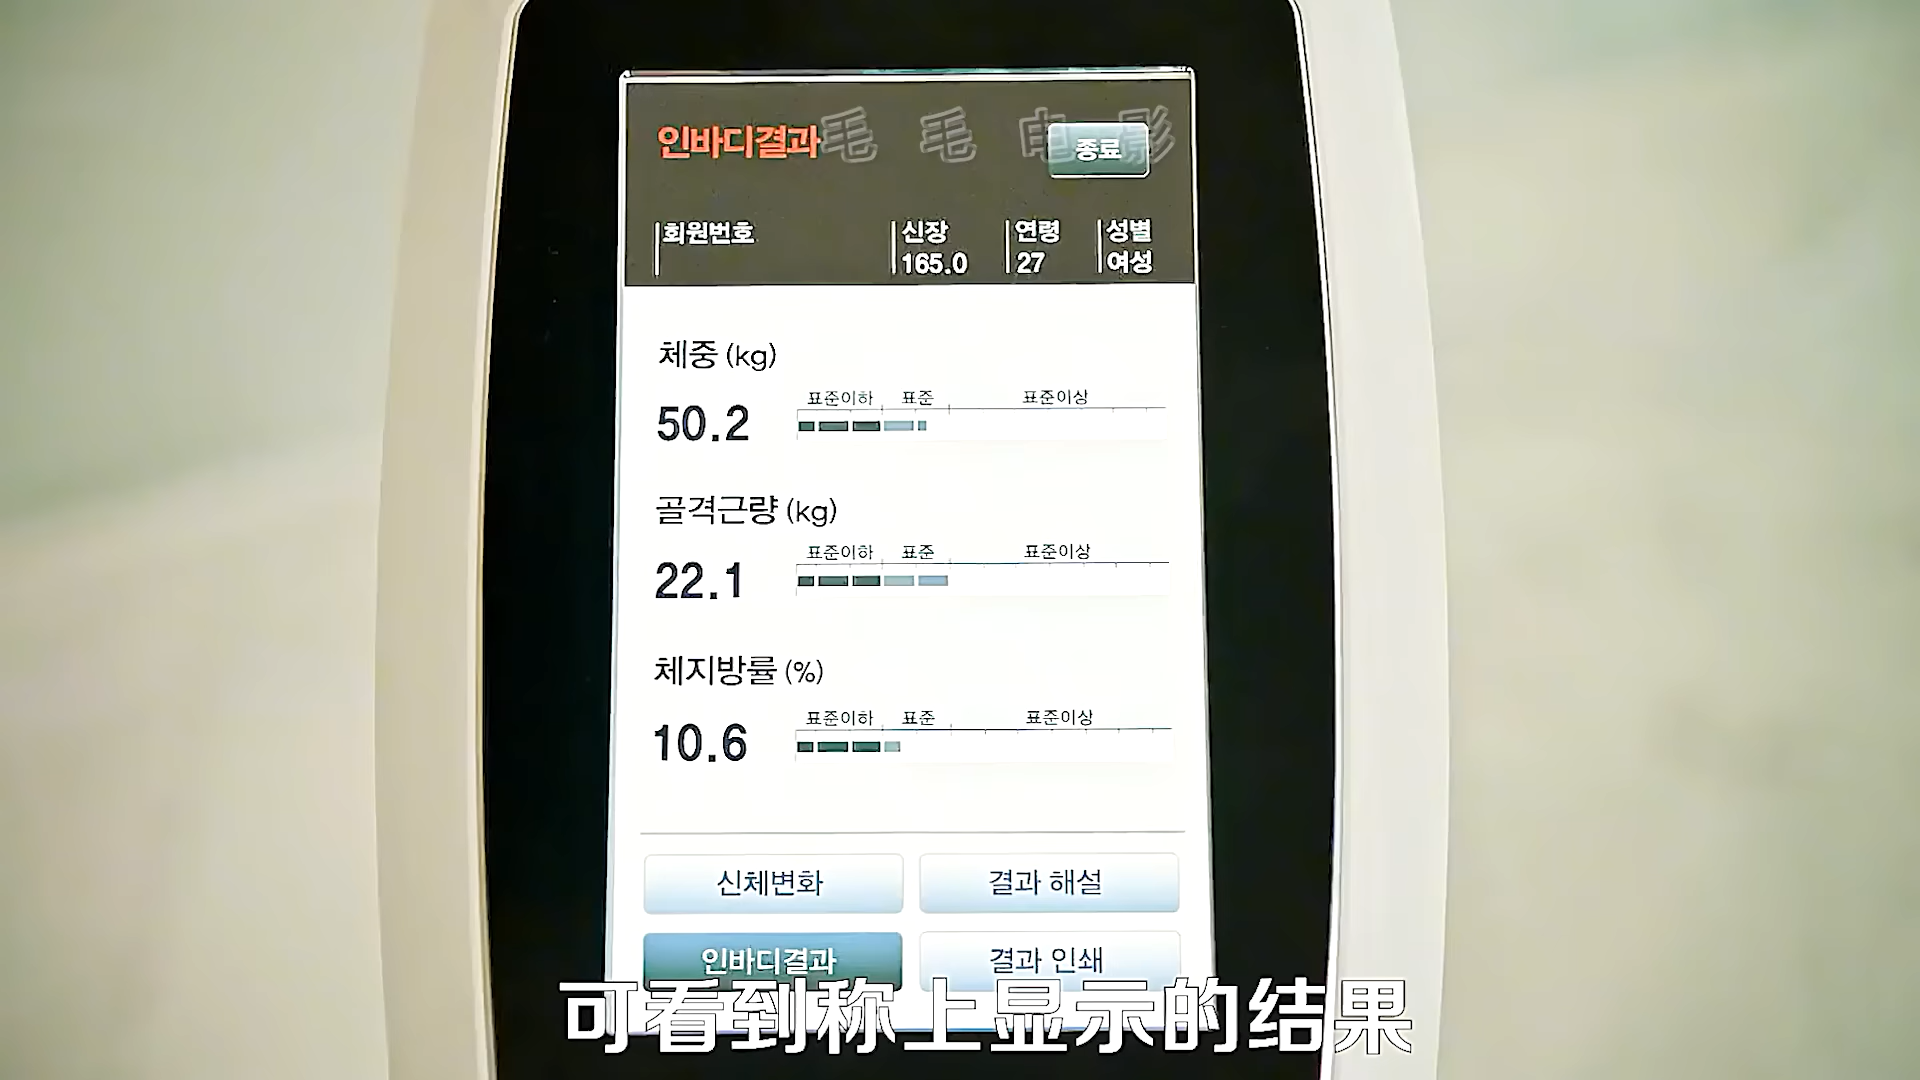 인바디결과
毛 毛 电 影
종료
회원번호 신장 연령 성별
165.0 27 여성
체중 (kg)
표준이하 표준 표준이상
50.2
골격근량 (kg)
표준이하 표준 표준이상
22.1
체지방률 (%)
표준이하 표준 표준이상
10.6
신체변화 결과 해설
인바디결과 결과 인쇄
可看到称上显示的结果